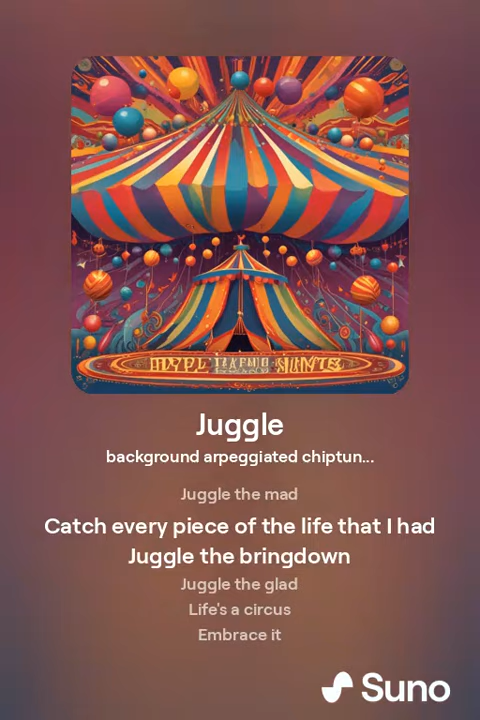 Juggle
background arpeggiated chiptun...
Juggle the mad
Catch every piece of the life that I had
Juggle the bringdown
Juggle the glad
Life's a circus
Embrace it
Suno